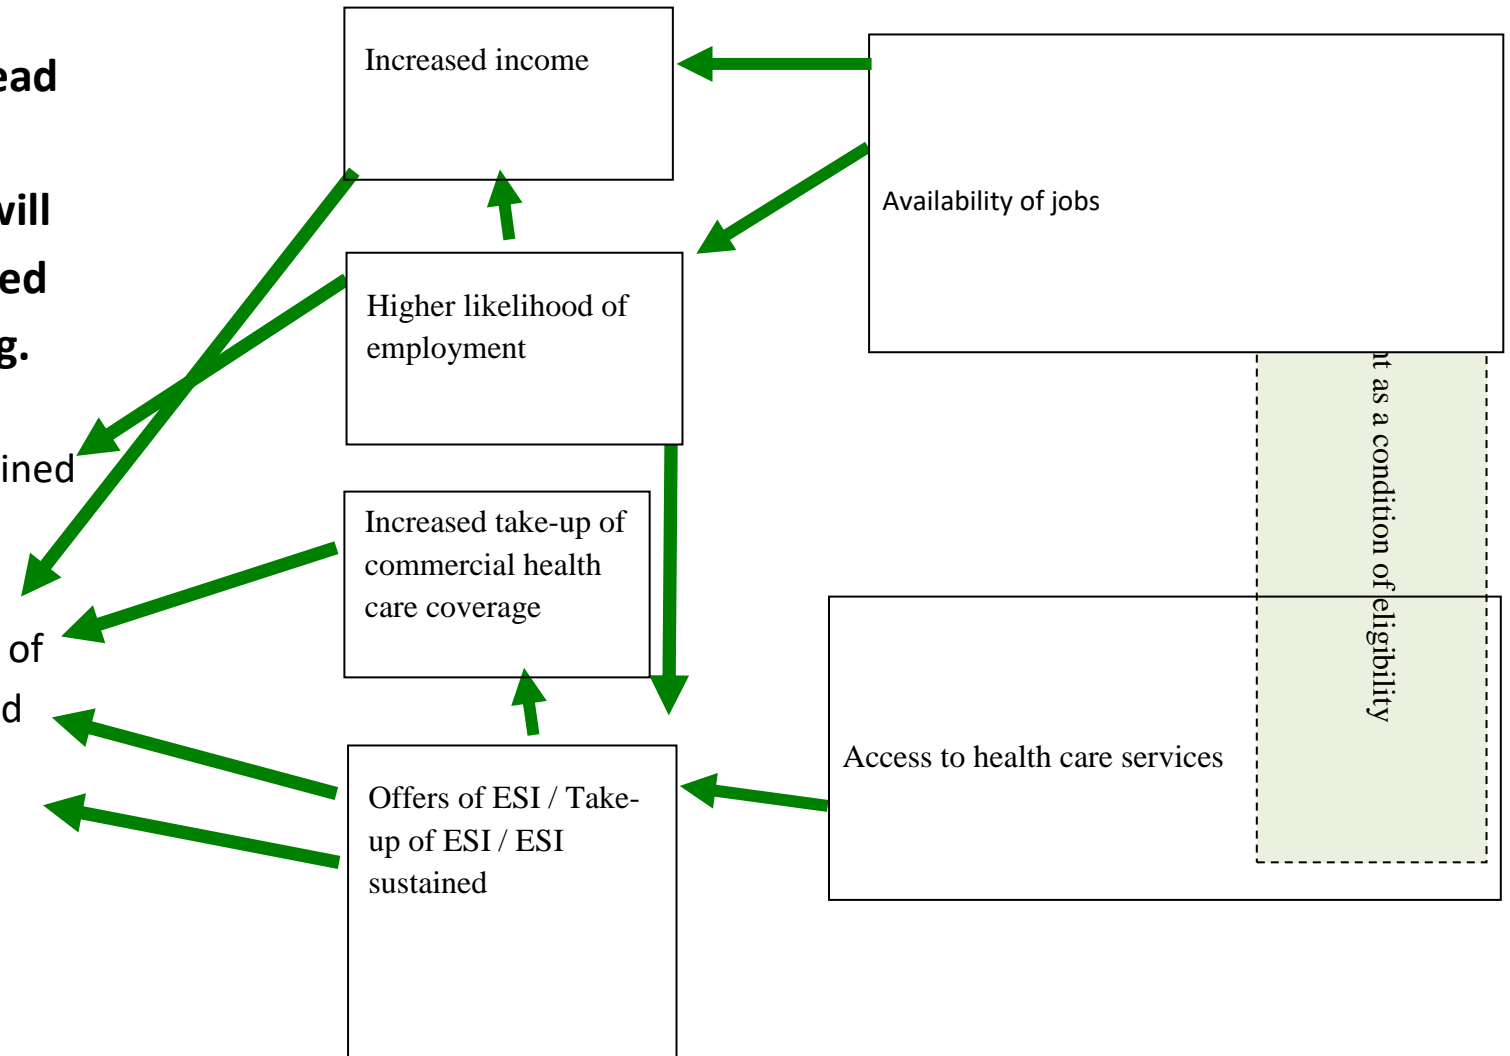 ead
will
ed
g.
ined
of
d
Increased income
Higher likelihood of
employment
Increased take-up of
commercial health
care coverage
Offers of ESI / Take-
up of ESI / ESI
sustained
Availability of jobs
Access to health care services
nt as a condition of eligibility